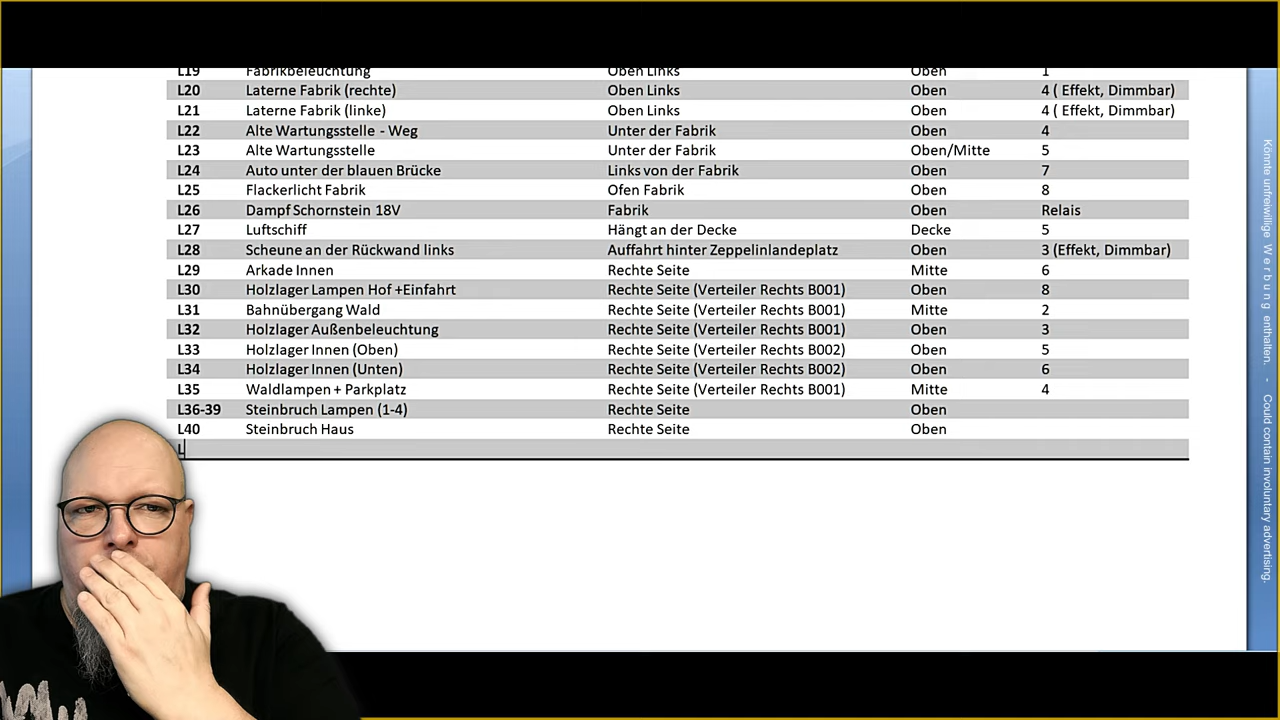 L19 Fabrikbeleuchtung Oben Links Oben 1
L20 Laterne Fabrik (rechte) Oben Links Oben 4 ( Effekt, Dimmbar)
L21 Laterne Fabrik (linke) Oben Links Oben 4 ( Effekt, Dimmbar)
L22 Alte Wartungsstelle - Weg Unter der Fabrik Oben 4
L23 Alte Wartungsstelle Unter der Fabrik Oben/Mitte 5
L24 Auto unter der blauen Brücke Links von der Fabrik Oben 7
L25 Flackerlicht Fabrik Ofen Fabrik Oben 8
L26 Dampf Schornstein 18V Fabrik Oben Relais
L27 Luftschiff Hängt an der Decke Decke 5
L28 Scheune an der Rückwand links Auffahrt hinter Zeppelinlandeplatz Oben 3 (Effekt, Dimmbar)
L29 Arkade Innen Rechte Seite Mitte 6
L30 Holzlager Lampen Hof +Einfahrt Rechte Seite (Verteiler Rechts B001) Oben 8
L31 Bahnübergang Wald Rechte Seite (Verteiler Rechts B001) Mitte 2
L32 Holzlager Außenbeleuchtung Rechte Seite (Verteiler Rechts B001) Oben 3
L33 Holzlager Innen (Oben) Rechte Seite (Verteiler Rechts B002) Oben 5
L34 Holzlager Innen (Unten) Rechte Seite (Verteiler Rechts B002) Oben 6
L35 Waldlampen + Parkplatz Rechte Seite (Verteiler Rechts B001) Mitte 4
L36-39 Steinbruch Lampen (1-4) Rechte Seite Oben
L40 Steinbruch Haus Rechte Seite Oben
L
Könnte unfreiwillige W e r b u n g enthalten. - Could contain involuntary advertising.